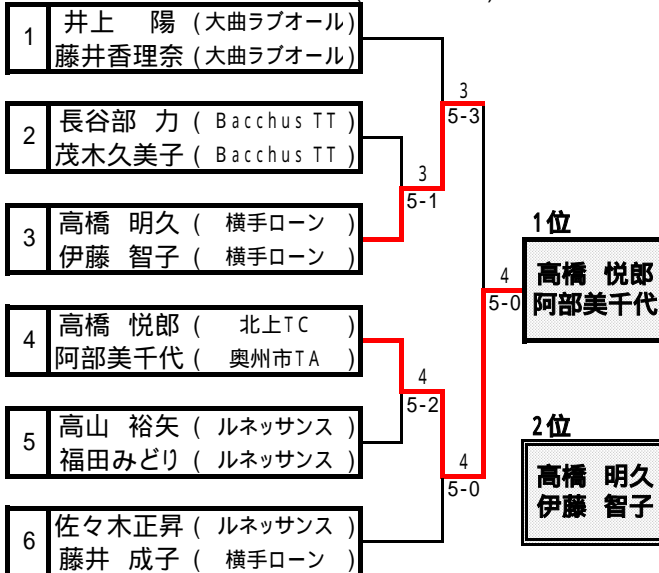 1 井上 陽 (大曲ラブオール)
藤井香理奈 (大曲ラブオール)
2 長谷部 力 ( Bacchus TT )
茂木久美子 ( Bacchus TT )
3 高橋 明久 ( 横手ローン )
伊藤 智子 ( 横手ローン )
4 高橋 悦郎 ( 北上TC )
阿部美千代 ( 奥州市TA )
5 高山 裕矢 ( ルネッサンス )
福田みどり ( ルネッサンス )
6 佐々木正昇 ( ルネッサンス )
藤井 成子 ( 横手ローン )
3
5-1
4
5-2
3
5-3
4
5-0
4
5-0
1位
高橋 悦郎
阿部美千代
2位
高橋 明久
伊藤 智子